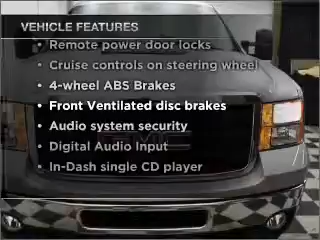 VEHICLE FEATURES
• Remote power door locks
• Cruise controls on steering wheel
• 4-wheel ABS Brakes
• Front Ventilated disc brakes
• Audio system security
• Digital Audio Input
• In-Dash single CD player
GMC